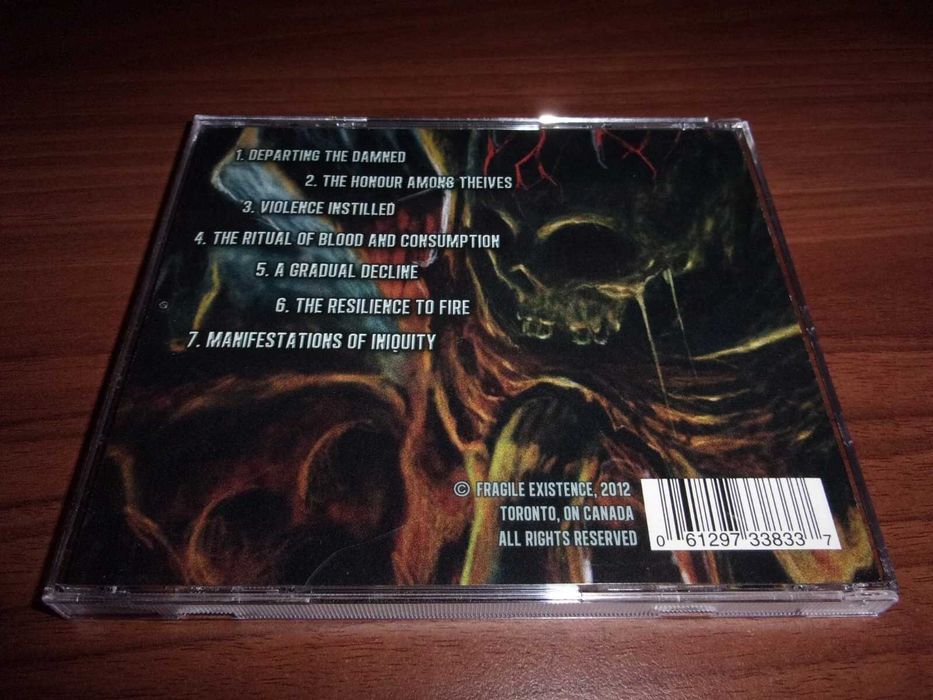 1. DEPARTING THE DAMNED
2. THE HONOUR AMONG THEIVES
3. VIOLENCE INSTILLED
4. THE RITUAL OF BLOOD AND CONSUMPTION
5. A GRADUAL DECLINE
6. THE RESILIENCE TO FIRE
7. MANIFESTATIONS OF INIQUITY
© FRAGILE EXISTENCE, 2012
TORONTO, ON CANADA
ALL RIGHTS RESERVED
0 61297 33833 7